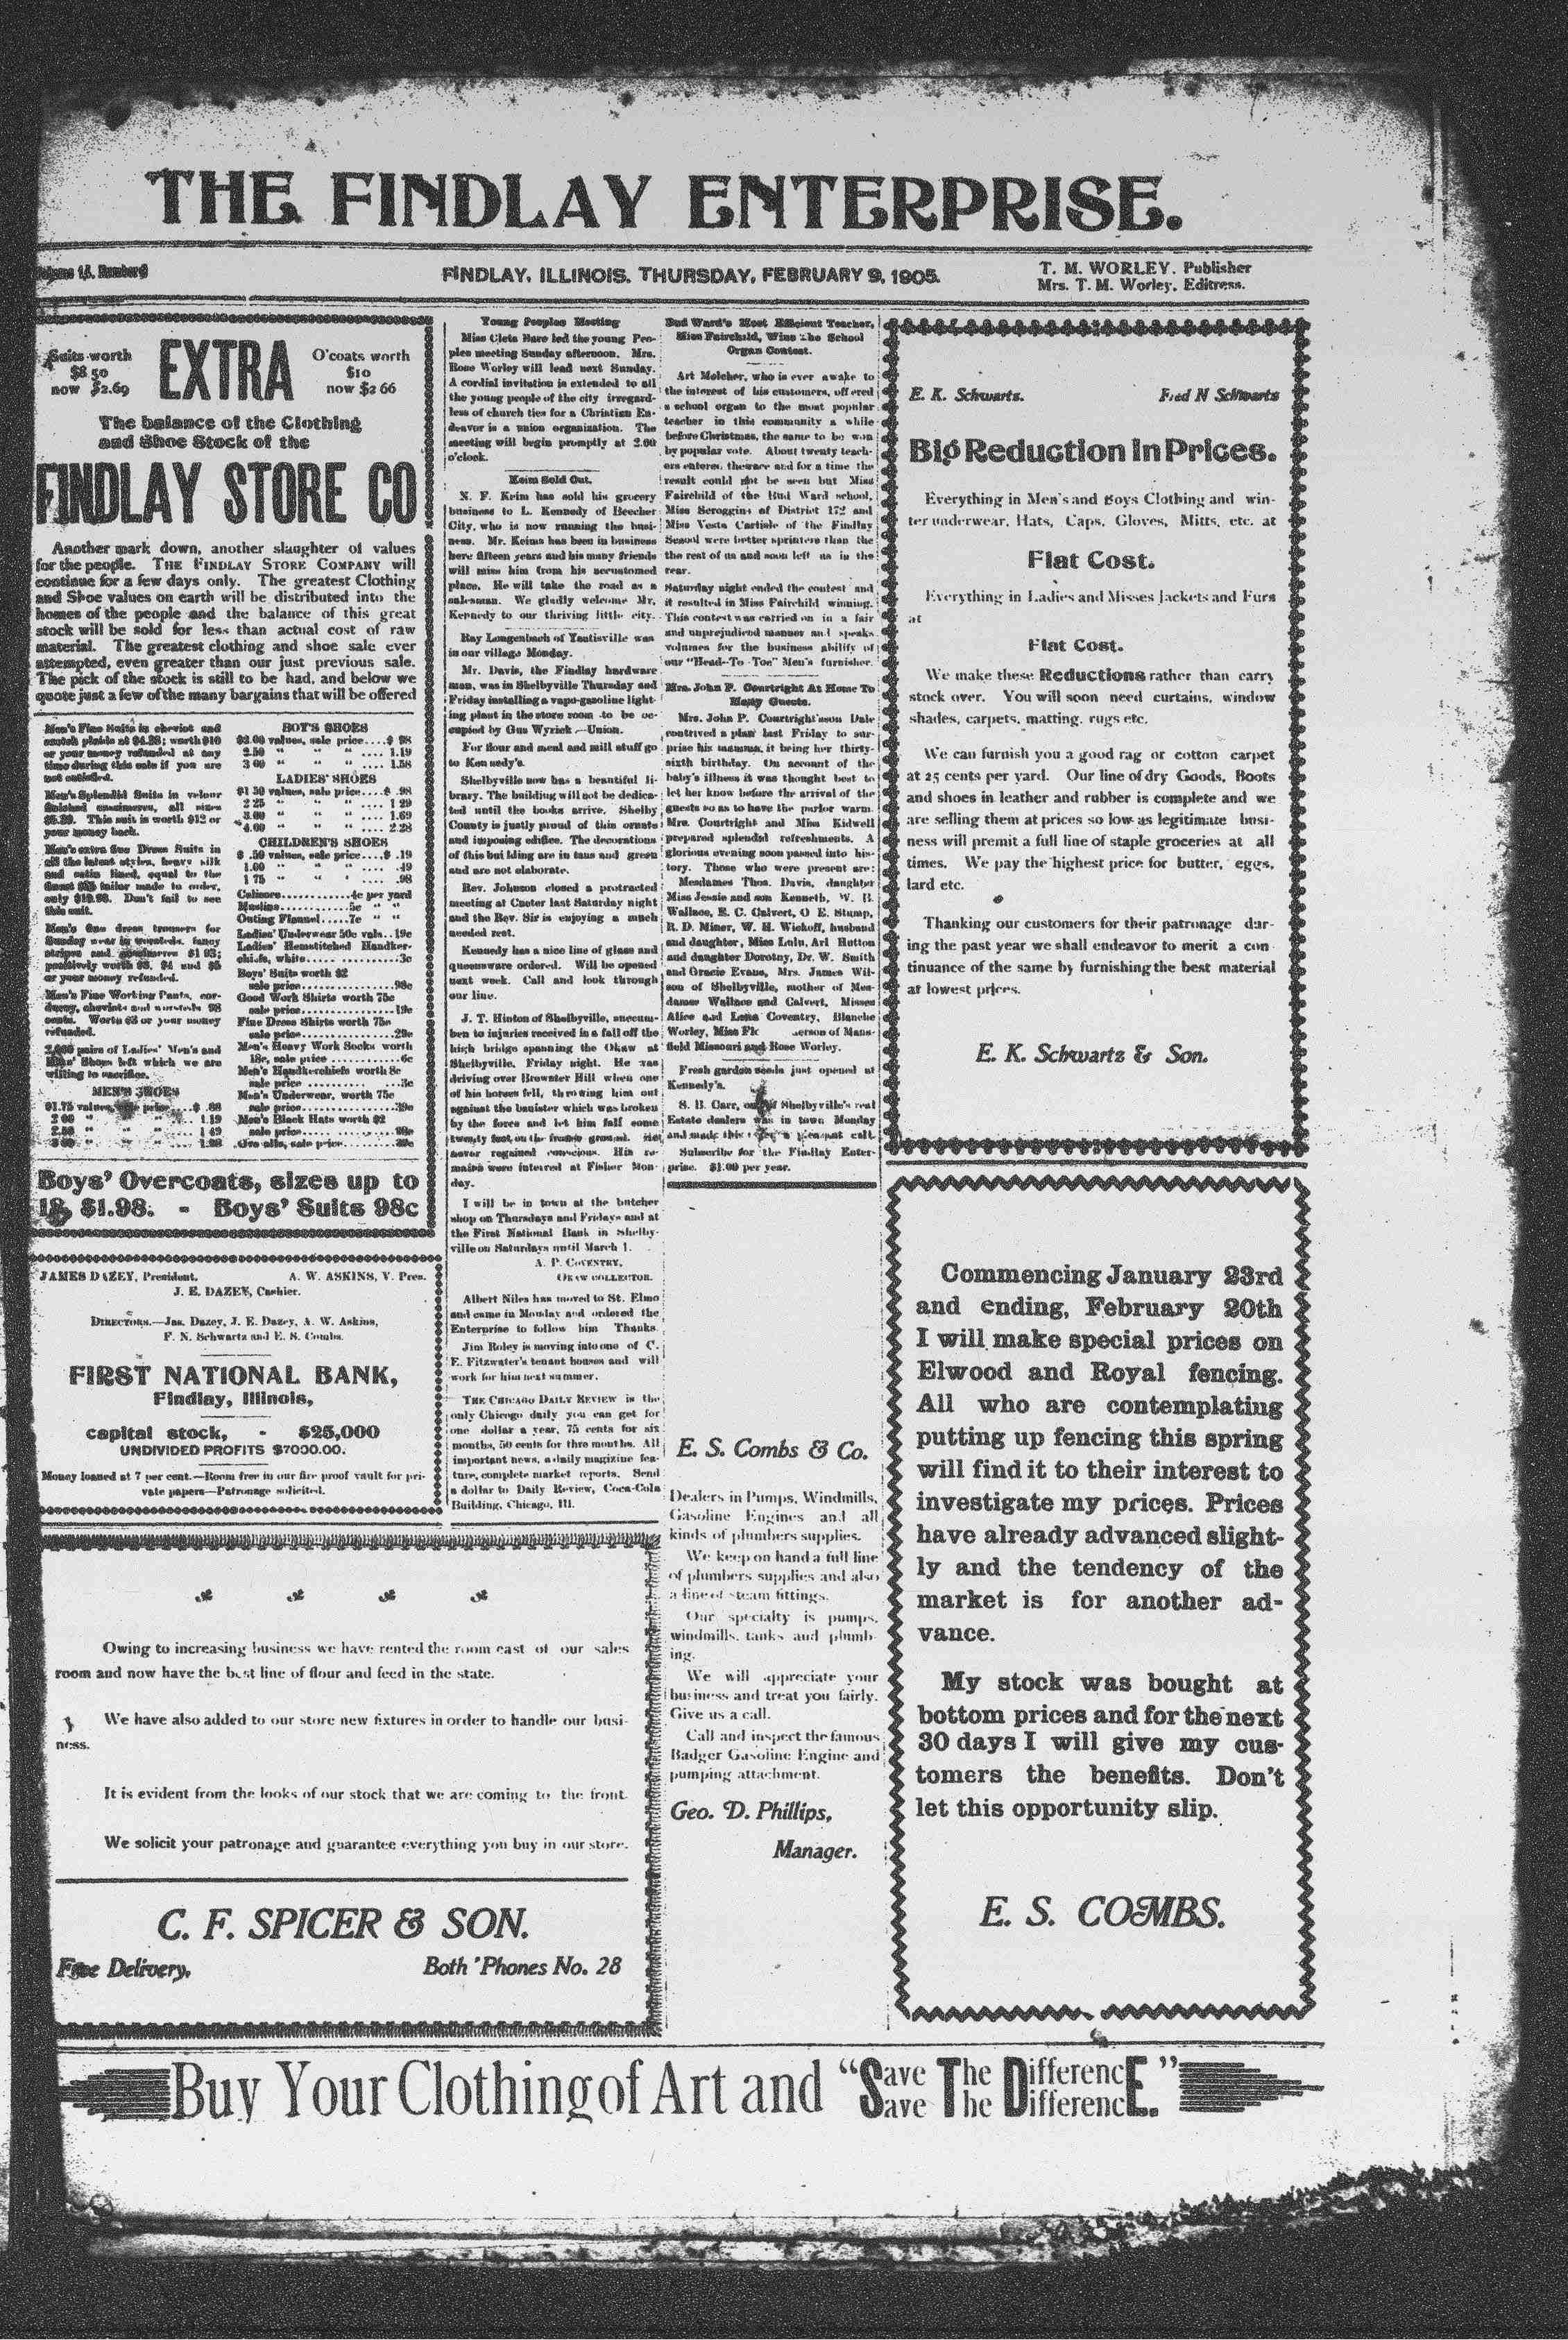 THE FINDLAY ENTERPRISE.
FINDLAY, ILLINOIS, THURSDAY, FEBRUARY 9, 1905.
T. M. WORLEY, Publisher
Mrs. T. M. Worley, Editress.
Suits worth
$8.50
now $2.69
EXTRA
O'coats worth
$10
now $2 66
The balance of the Clothing
and Shoe Stock of the
FINDLAY STORE CO
Another mark down, another slaughter of values
for the people. THE FINDLAY STORE COMPANY will
continue for a few days only. The greatest Clothing
and Shoe values on earth will be distributed into the
homes of the people and the balance of this great
stock will be sold for less than actual cost of raw
material. The greatest clothing and shoe sale ever
attempted, even greater than our just previous sale.
The pick of the stock is still to be had, and below we
quote just a few of the many bargains that will be offered
Men's Fine Suits in cheviot and
scotch plaids at $4.28; worth $10
or your money refunded at any
time during this sale if you are
not satisfied.
Men's Splendid Suits in velour
finished cassimeres, all sizes
$5.89. This suit is worth $12 or
your money back.
Men's extra fine Dress Suits in
all the latest styles, heavy silk
and satin lined, equal to the
finest $25 tailor made to order,
only $10.98. Don't fail to see
this suit.
Men's fine dress trousers for
Sunday wear in worsteds, fancy
stripes and $1 93;
positively worth $3, $4 and $5
or your money refunded.
Men's Fine Working Pants, cor-
duroy, cheviots and worsteds 98
cents. Worth $3 or your money
refunded.
pairs of Ladies' Men's and
Shoes left which we are
willing to sacrifice.
MEN'S SHOES
$1.75 values, sale price....$ .88
2 00 " " .... 1.19
2.50 " " .... 1 49
" " .... 1.98
BOY'S SHOES
$2.00 values, sale price....$ 98
2.50 " " " .... 1.19
3 00 " " " .... 1.58
LADIES' SHOES
$1 50 values, sale price....$ .98
2 25 " " " .... 1 29
3.00 " " " .... 1.69
4.00 " " " .... 2.28
CHILDREN'S SHOES
$ .50 values, sale price....$ .19
1.00 " " " .... .49
1 75 " " " .... .98
Calicoes...........4c per yard
Muslins............5c " "
Outing Flannel.....7c " "
Ladies' Underwear 50c vals..19c
Ladies' Hemstitched Handker-
chiefs, white..............3c
Boys' Suits worth $2
sale price................98c
Good Work Shirts worth 75c
sale price................19c
Fine Dress Shirts worth 75c
sale price................29c
Men's Heavy Work Socks worth
18c, sale price ............6c
Men's Handkerchiefs worth 8c
sale price ...............3c
Men's Underwear, worth 75c
sale price................39c
Men's Black Hats worth $2
sale price................
Overalls, sale price........
Boys' Overcoats, sizes up to
18, $1.98. - Boys' Suits 98c
JAMES DAZEY, President. A. W. ASKINS, V. Pres.
J. E. DAZEY, Cashier.
DIRECTORS.—Jas. Dazey, J. E. Dazey, A. W. Askins,
F. N. Schwartz and E. S. Combs.
FIRST NATIONAL BANK,
Findlay, Illinois,
capital stock, - $25,000
UNDIVIDED PROFITS $7000.00.
Money loaned at 7 per cent.—Room free in our fire proof vault for pri-
vate papers—Patronage solicited.
Owing to increasing business we have rented the room east of our sales
room and now have the best line of flour and feed in the state.
We have also added to our store new fixtures in order to handle our busi-
ness.
It is evident from the looks of our stock that we are coming to the front.
We solicit your patronage and guarantee everything you buy in our store.
C. F. SPICER & SON.
Free Delivery, Both 'Phones No. 28
Young Peoples Meeting
Miss Cleta Hare led the young Peo-
ples meeting Sunday afternoon. Mrs.
Rose Worley will lead next Sunday.
A cordial invitation is extended to all
the young people of the city irregard-
less of church ties for a Christian En-
deavor is a union organization. The
meeting will begin promptly at 2.00
o'clock.
Keim Sold Out.
N. F. Keim has sold his grocery
business to L. Kennedy of Beecher
City, who is now running the busi-
ness. Mr. Keims has been in business
here fifteen years and his many friends
will miss him from his accustomed
place. He will take the road as a
salesman. We gladly welcome Mr.
Kennedy to our thriving little city.
Ray Longenbach of Yantisville was
in our village Monday.
Mr. Davis, the Findlay hardware
man, was in Shelbyville Thursday and
Friday installing a vapo-gasoline light-
ing plant in the store room to be oc-
cupied by Gus Wyrick.—Union.
For flour and meal and mill stuff go
to Kennedy's.
Shelbyville now has a beautiful li-
brary. The building will not be dedica-
ted until the books arrive. Shelby
County is justly proud of this ornate
and imposing edifice. The decorations
of this building are in tans and green
and are not elaborate.
Rev. Johnson closed a protracted
meeting at Custer last Saturday night
and the Rev. Sir is enjoying a much
needed rest.
Kennedy has a nice line of glass and
queensware ordered. Will be opened
next week. Call and look through
our line.
J. T. Hinton of Shelbyville, succum-
ben to injuries received in a fall off the
high bridge spanning the Okaw at
Shelbyville, Friday night. He was
driving over Brewster Hill when one
of his horses fell, throwing him out
against the banister which was broken
by the force and let him fall some
twenty feet, on the frozen ground. He
never regained conscious. His re-
mains were intered at Fisher Mon-
day.
I will be in town at the butcher
shop on Thursdays and Fridays and at
the First National Bank in Shelby-
ville on Saturdays until March 1.
A. P. COVENTRY,
OKAW COLLECTOR.
Albert Niles has moved to St. Elmo
and came in Monday and ordered the
Enterprise to follow him Thanks
Jim Roley is moving into one of C.
E. Fitzwater's tenant houses and will
work for him next summer.
THE CHICAGO DAILY REVIEW is the
only Chicago daily you can get for
one dollar a year, 75 cents for six
months, 50 cents for thre months. All
important news, a daily magizine fea-
ture, complete market reports. Send
a dollar to Daily Review, Coca-Cola
Building, Chicago, Ill.
Bud Ward's Most Efficient Teacher,
Miss Fairchild, Wins the School
Organ Contest.
Art Melcher, who is ever awake to
the interest of his customers, offered
a school organ to the most popular
teacher in this community a while
before Christmas, the same to be won
by popular vote. About twenty teach-
ers entered the race and for a time the
result could not be seen but Miss
Fairchild of the Bud Ward school,
Miss Scroggins of District 172 and
Miss Vesta Carlisle of the Findlay
School were better sprinters than the
the rest of us and soon left us in the
rear.
Saturday night ended the contest and
it resulted in Miss Fairchild winning.
This contest was carried on in a fair
and unprejudiced manner and speaks
volumes for the business ability of
our "Head-To-Toe" Men's furnisher.
Mrs. John P. Courtright At Home To
Many Guests.
Mrs. John P. Courtright's son Dale
contrived a plan last Friday to sur-
prise his mamma, it being her thirty-
sixth birthday. On account of the
baby's illness it was thought best to
let her know before the arrival of the
guests so as to have the parlor warm.
Mrs. Courtright and Miss Kidwell
prepared splendid refreshments. A
glorious evening soon passed into his-
tory. Those who were present are:
Mesdames Thos. Davis, daughter
Miss Jessie and son Kenneth, W. B.
Wallace, E. C. Calvert, O E. Stump,
R. D. Miner, W. H. Wickoff, husband
and daughter, Miss Lulu, Art Hutton
and daughter Dorotny, Dr. W. Smith
and Gracie Evans, Mrs. James Wil-
son of Shelbyville, mother of Mes-
dames Wallace and Calvert, Misses
Alice and Lena Coventry, Blanche
Worley, Miss erson of Mans-
field Missouri and Rose Worley.
Fresh garden seeds just opened at
Kennedy's.
S. B. Carr, one of Shelbyville's real
Estate dealers was in town Monday
and made this a pleasant call.
Subscribe for the Findlay Enter-
prise. $1.00 per year.
E. S. Combs & Co.
Dealers in Pumps, Windmills,
Gasoline Engines and all
kinds of plumbers supplies.
We keep on hand a full line
of plumbers supplies and also
a line of steam fittings.
Our specialty is pumps,
windmills, tanks and plumb-
ing.
We will appreciate your
business and treat you fairly.
Give us a call.
Call and inspect the famous
Badger Gasoline Engine and
pumping attachment.
Geo. D. Phillips,
Manager.
E. K. Schwarts. Fred N Schwarts
Big Reduction In Prices.
Everything in Men's and Boys Clothing and win-
ter underwear, Hats, Caps, Gloves, Mitts, etc. at
Flat Cost.
Everything in Ladies and Misses Jackets and Furs
at
Flat Cost.
We make these Reductions rather than carry
stock over. You will soon need curtains, window
shades, carpets, matting, rugs etc.
We can furnish you a good rag or cotton carpet
at 25 cents per yard. Our line of dry Goods, Boots
and shoes in leather and rubber is complete and we
are selling them at prices so low as legitimate busi-
ness will premit a full line of staple groceries at all
times. We pay the highest price for butter, eggs,
lard etc.
Thanking our customers for their patronage dur-
ing the past year we shall endeavor to merit a con
tinuance of the same by furnishing the best material
at lowest prices.
E. K. Schwartz & Son.
Commencing January 23rd
and ending, February 20th
I will make special prices on
Elwood and Royal fencing.
All who are contemplating
putting up fencing this spring
will find it to their interest to
investigate my prices. Prices
have already advanced slight-
ly and the tendency of the
market is for another ad-
vance.
My stock was bought at
bottom prices and for the next
30 days I will give my cus-
tomers the benefits. Don't
let this opportunity slip.
E. S. COMBS.
Buy Your Clothing of Art and "Save The DifferencE."
Save The DifferencE.